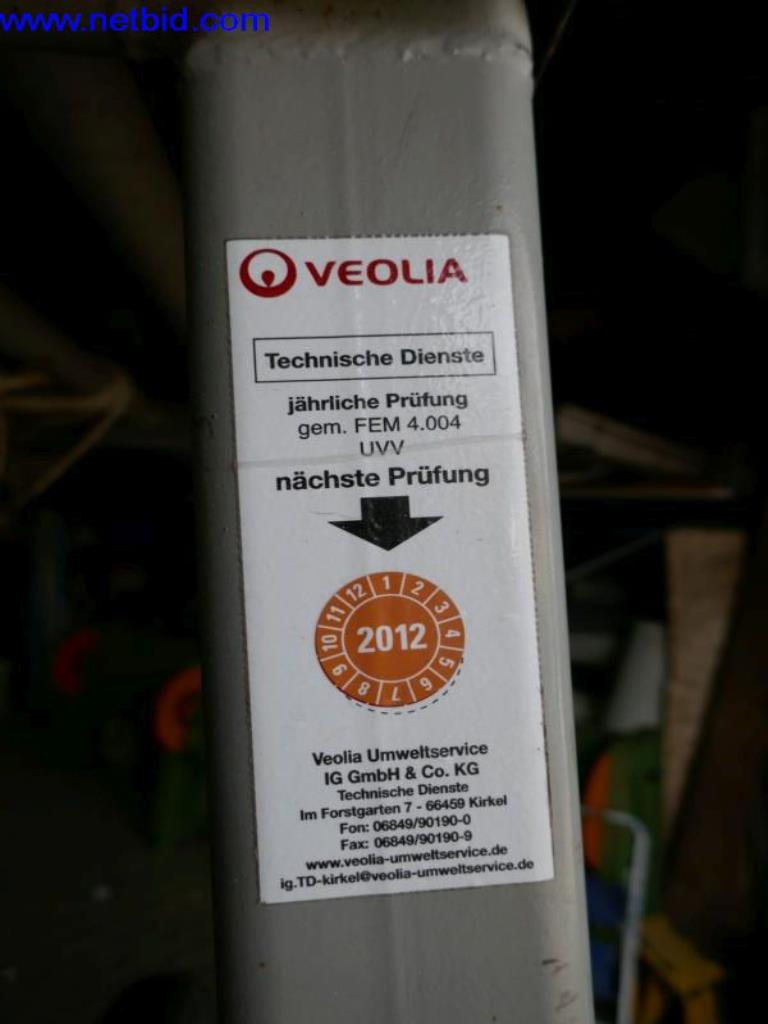 www.netbid.com
VEOLIA
Technische Dienste
jährliche Prüfung
gem. FEM 4.004
UVV
nächste Prüfung
1 2 3 4 5 6 7 8 9 10 11 12
2012
Veolia Umweltservice
IG GmbH & Co. KG
Technische Dienste
Im Forstgarten 7 - 66459 Kirkel
Fon: 06849/90190-0
Fax: 06849/90190-9
www.veolia-umweltservice.de
ig.TD-kirkel@veolia-umweltservice.de